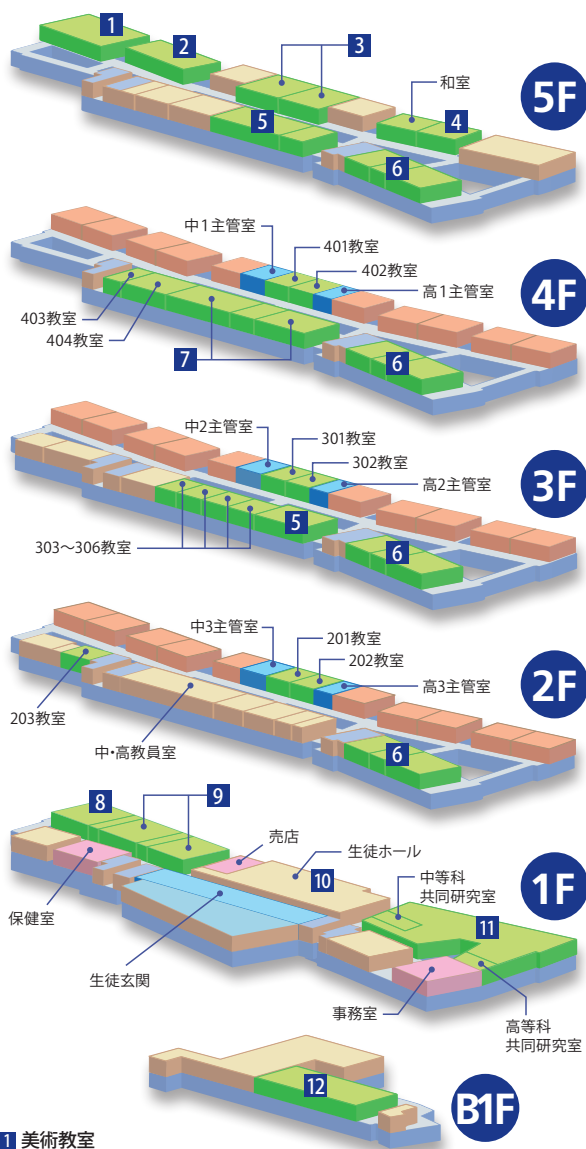 1
2
3
和室
4
5F
5
6
中1主管室
401教室
402教室
高1主管室
4F
403教室
404教室
7
6
中2主管室
301教室
302教室
高2主管室
3F
303〜306教室
5
6
中3主管室
201教室
202教室
高3主管室
2F
203教室
中・高教員室
6
8
9
売店
生徒ホール
10
中等科
共同研究室
11
1F
保健室
生徒玄関
事務室
高等科
共同研究室
12
B1F
1 美術教室